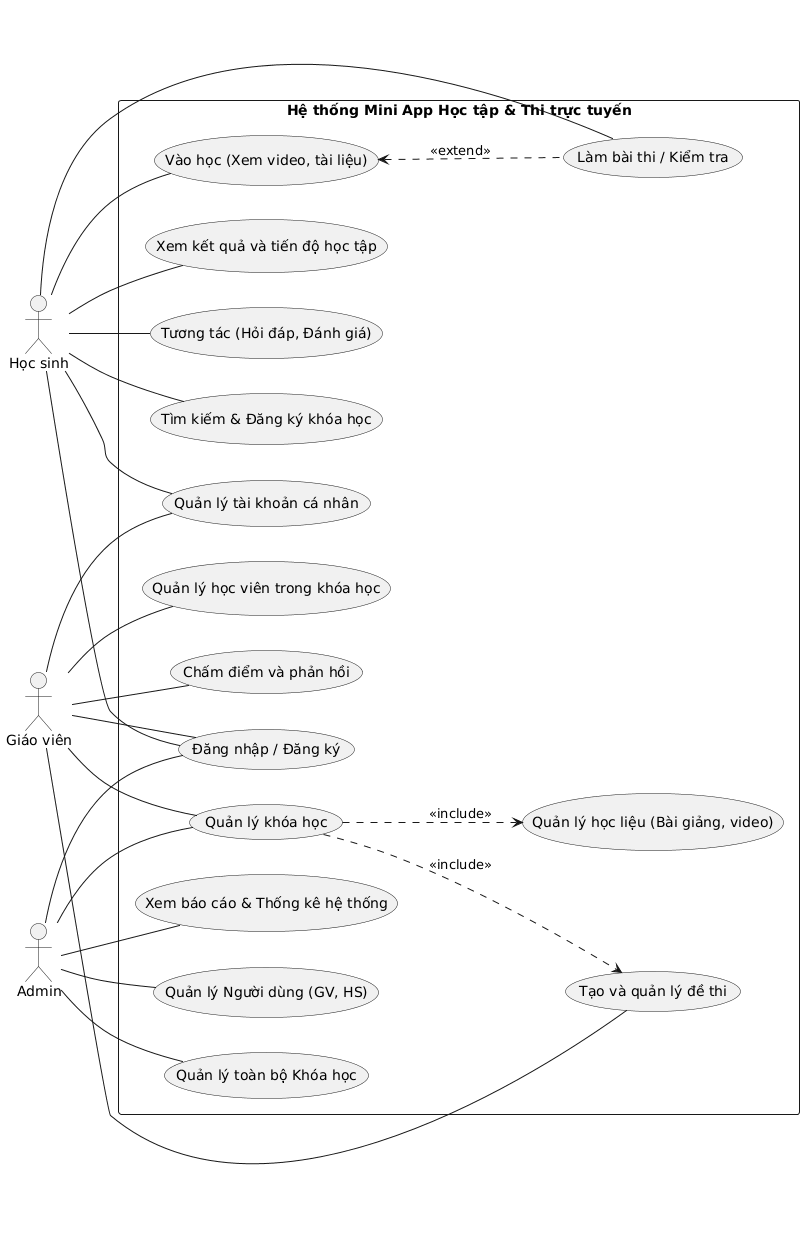 Hệ thống Mini App Học tập & Thi trực tuyến
Vào học (Xem video, tài liệu)
«extend»
Làm bài thi / Kiểm tra
Xem kết quả và tiến độ học tập
Tương tác (Hỏi đáp, Đánh giá)
Học sinh
Tìm kiếm & Đăng ký khóa học
Quản lý tài khoản cá nhân
Quản lý học viên trong khóa học
Chấm điểm và phản hồi
Giáo viên
Đăng nhập / Đăng ký
Quản lý khóa học
«include»
Quản lý học liệu (Bài giảng, video)
«include»
Xem báo cáo & Thống kê hệ thống
Admin
Quản lý Người dùng (GV, HS)
Tạo và quản lý đề thi
Quản lý toàn bộ Khóa học